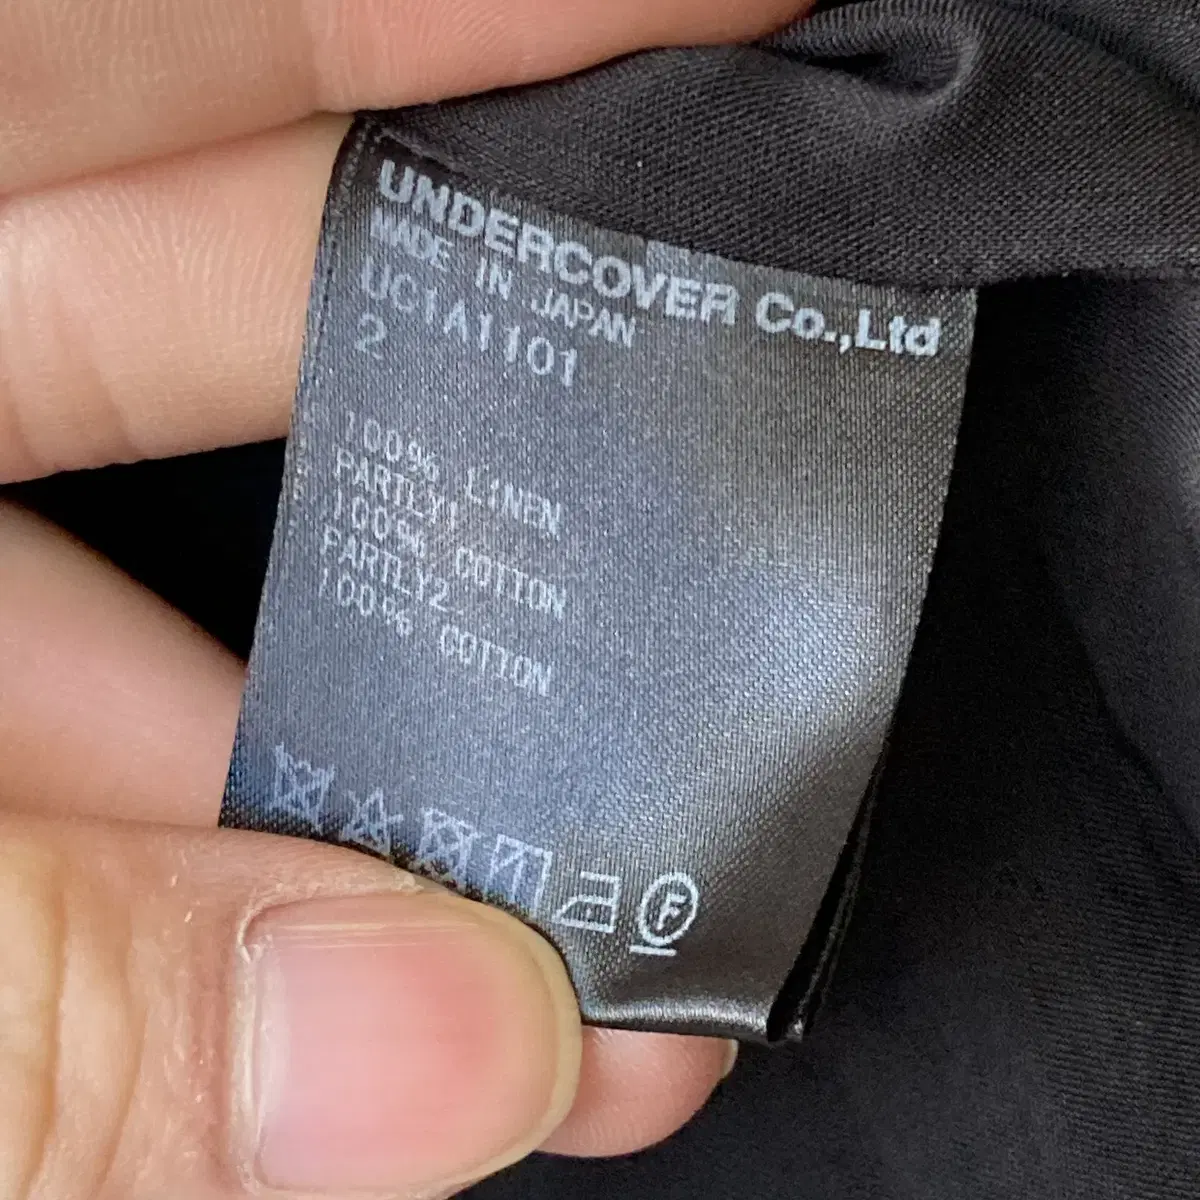 UNDERCOVER Co.,Ltd
MADE IN JAPAN
UC1A1101
2
100% LINEN
PARTLY1
100% COTTON
PARTLY2
100% COTTON
F